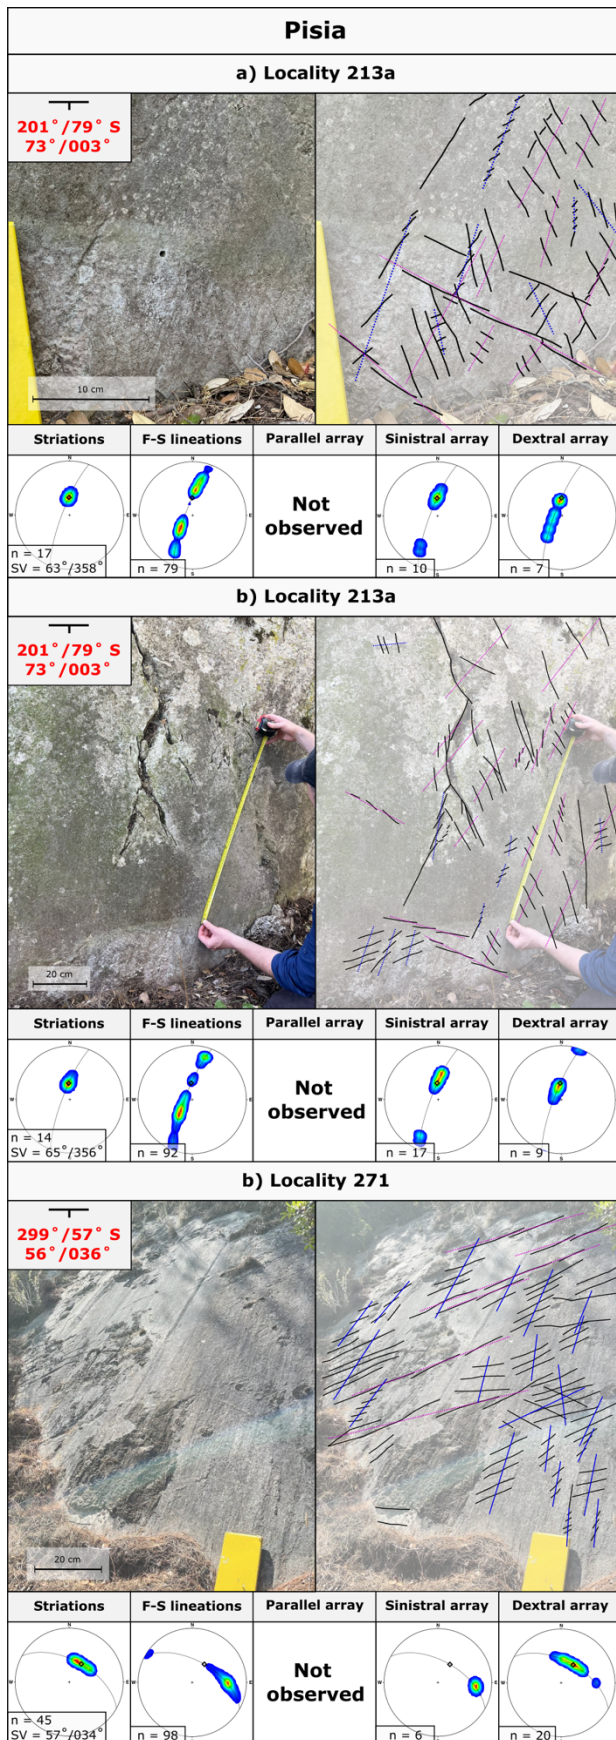 Pisia
a) Locality 213a
201°/79° S
73°/003°
10 cm
Striations F-S lineations Parallel array Sinistral array Dextral array
N
W E
S
n = 17
SV = 63°/358°
N
W E
n = 79
Not
observed
N
W E
n = 10
N
W E
S
n = 7
b) Locality 213a
201°/79° S
73°/003°
20 cm
Striations F-S lineations Parallel array Sinistral array Dextral array
N
W E
n = 14
SV = 65°/356°
N
W E
S
n = 92
Not
observed
N
W E
n = 17
N
W E
S
n = 9
b) Locality 271
299°/57° S
56°/036°
20 cm
Striations F-S lineations Parallel array Sinistral array Dextral array
N
W E
n = 45
SV = 57°/034°
N
W E
n = 98
Not
observed
N
W E
n = 6
N
W E
n = 20